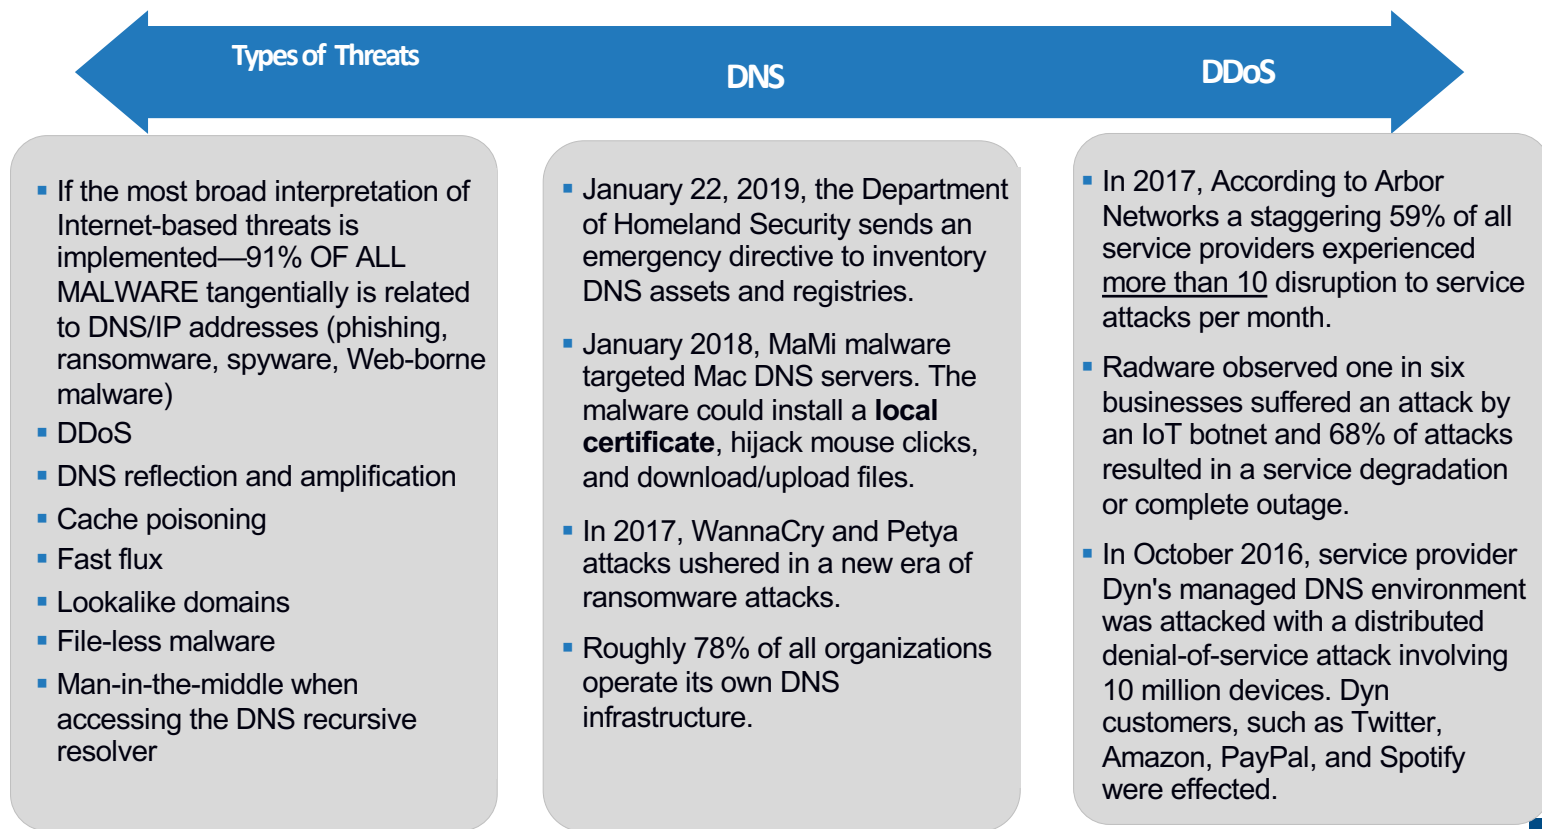 Types of Threats
DNS
DDoS
▪ If the most broad interpretation of
Internet-based threats is
implemented—91% OF ALL
MALWARE tangentially is related
to DNS/IP addresses (phishing,
ransomware, spyware, Web-borne
malware)
▪ DDoS
▪ DNS reflection and amplification
▪ Cache poisoning
▪ Fast flux
▪ Lookalike domains
▪ File-less malware
▪ Man-in-the-middle when
accessing the DNS recursive
resolver
▪ January 22, 2019, the Department
of Homeland Security sends an
emergency directive to inventory
DNS assets and registries.
▪ January 2018, MaMi malware
targeted Mac DNS servers. The
malware could install a local
certificate, hijack mouse clicks,
and download/upload files.
▪ In 2017, WannaCry and Petya
attacks ushered in a new era of
ransomware attacks.
▪ Roughly 78% of all organizations
operate its own DNS
infrastructure.
▪ In 2017, According to Arbor
Networks a staggering 59% of all
service providers experienced
more than 10 disruption to service
attacks per month.
▪ Radware observed one in six
businesses suffered an attack by
an IoT botnet and 68% of attacks
resulted in a service degradation
or complete outage.
▪ In October 2016, service provider
Dyn's managed DNS environment
was attacked with a distributed
denial-of-service attack involving
10 million devices. Dyn
customers, such as Twitter,
Amazon, PayPal, and Spotify
were effected.